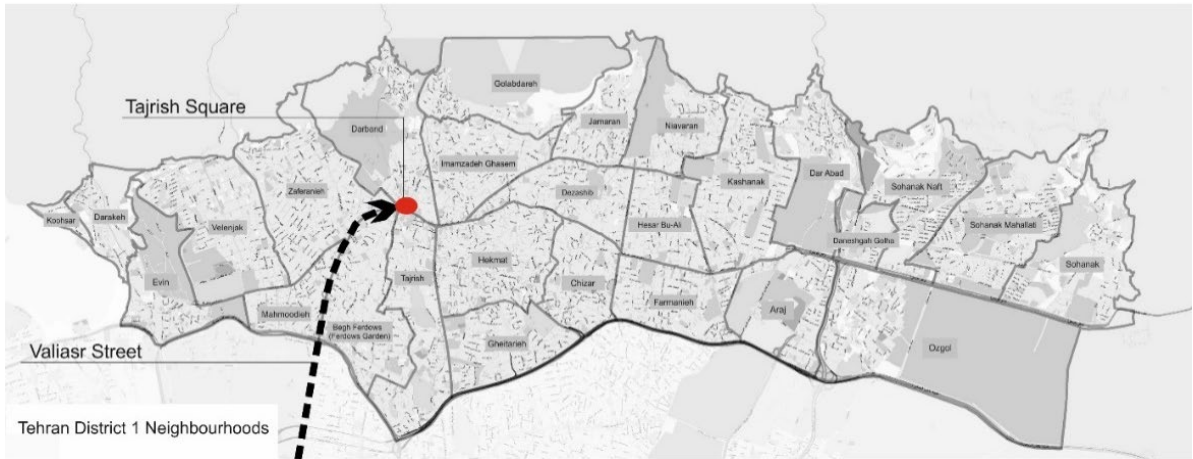 Golabdareh
Tajrish Square
Jamaran
Niavaran
Darband
Imamzadeh Ghasem
Dar Abad
Kashanak
Sohanak Naft
Zaferanieh
Dezashib
Koohsar
Darakeh
Velenjak
Hesar Bu-Ali
Sohanak Mahallati
Daneshgah Golha
Hekmat
Sohanak
Evin
Tajrish
Chizar
Farmanieh
Araj
Mahmoodieh
Bagh Ferdows
(Ferdows Garden)
Gheitarieh
Ozgol
Valiasr Street
Tehran District 1 Neighbourhoods